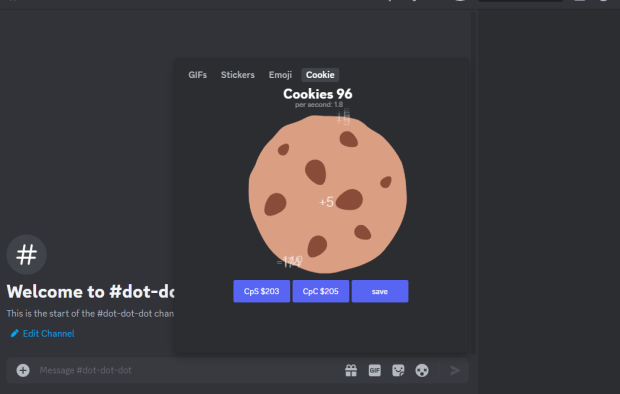 GIFs Stickers Emoji Cookie
Cookies 96
per second: 1.8
+5
CpS $203 CpC $205 save
#
Welcome to #dot-do
This is the start of the #dot-dot-dot chan
Edit Channel
Message #dot-dot-dot
GIF